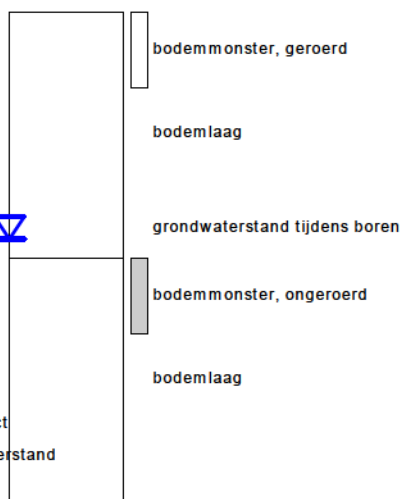 bodemmonster, geroerd
bodemlaag
grondwaterstand tijdens boren
bodemmonster, ongeroerd
bodemlaag